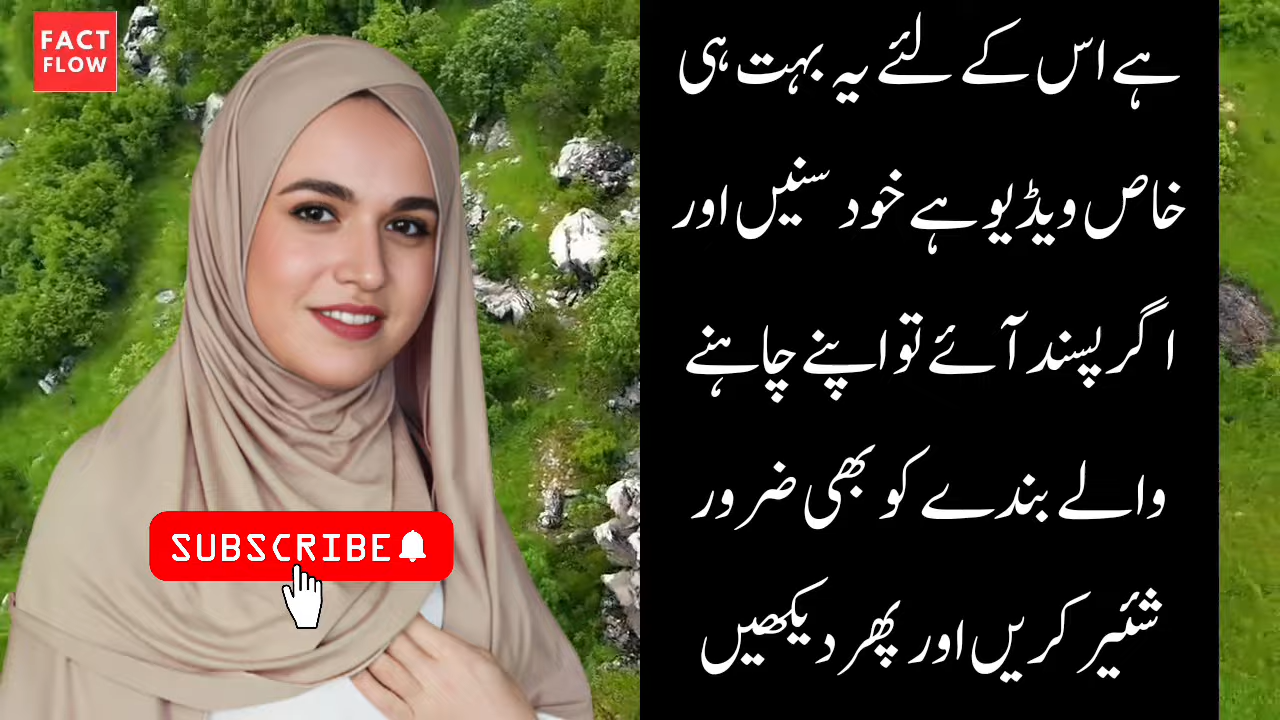 FACT
FLOW
ہے اس کے لئے یہ بہت ہی
خاص ویڈیو ہے خود سنیں اور
اگر پسند آئے تو اپنے چاہنے
والے بندے کو بھی ضرور
شئیر کریں اور پھر دیکھیں
SUBSCRIBE